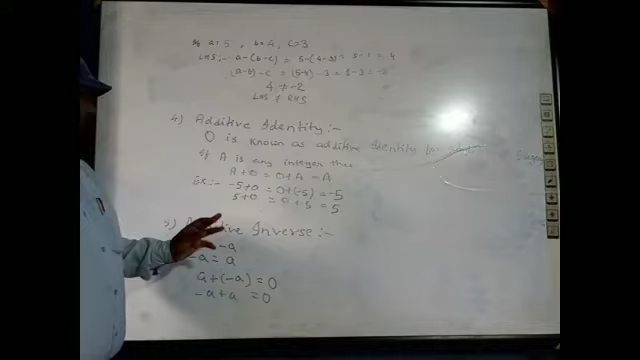 If a=5, b=4, c=3
LHS:- a-(b-c) = 5-(4-3) = 5-1 = 4
(a-b)-c = (5-4)-3 = 1-3 = -2
4 ≠ -2
LHS ≠ RHS
4) Additive Identity:-
0 is known as additive identity for
If A is any integer then
A+0 = 0+A = A
Ex:- -5+0 = 0+(-5) = -5
5+0 = 0+5 = 5
5) Inverse:-
-a
-a = a
a+(-a) = 0
-a+a = 0